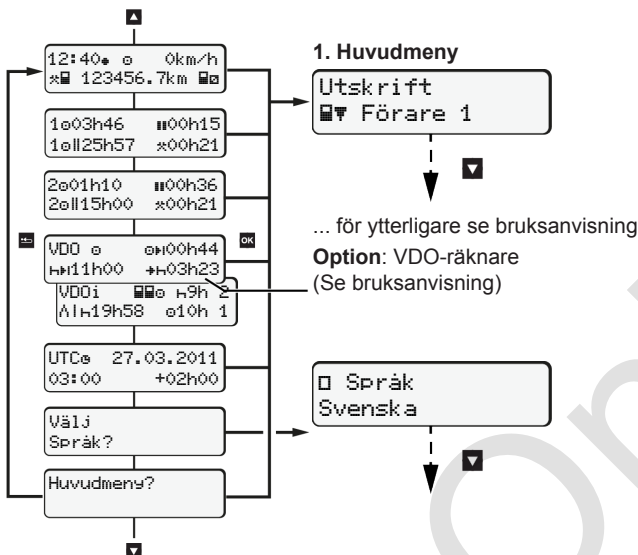 12:40 0km/h
123456.7km
1 03h46 00h15
1 25h57 00h21
2 01h10 00h36
2 15h00 00h21
VDO 00h44
11h00 03h23
VDOi 9h 2
19h58 10h 1
UTC 27.03.2011
03:00 +02h00
Välj
Språk?
Huvudmeny?
OK
1. Huvudmeny
Utskrift
Förare 1
... för ytterligare se bruksanvisning
Option: VDO-räknare
(Se bruksanvisning)
Språk
Svenska